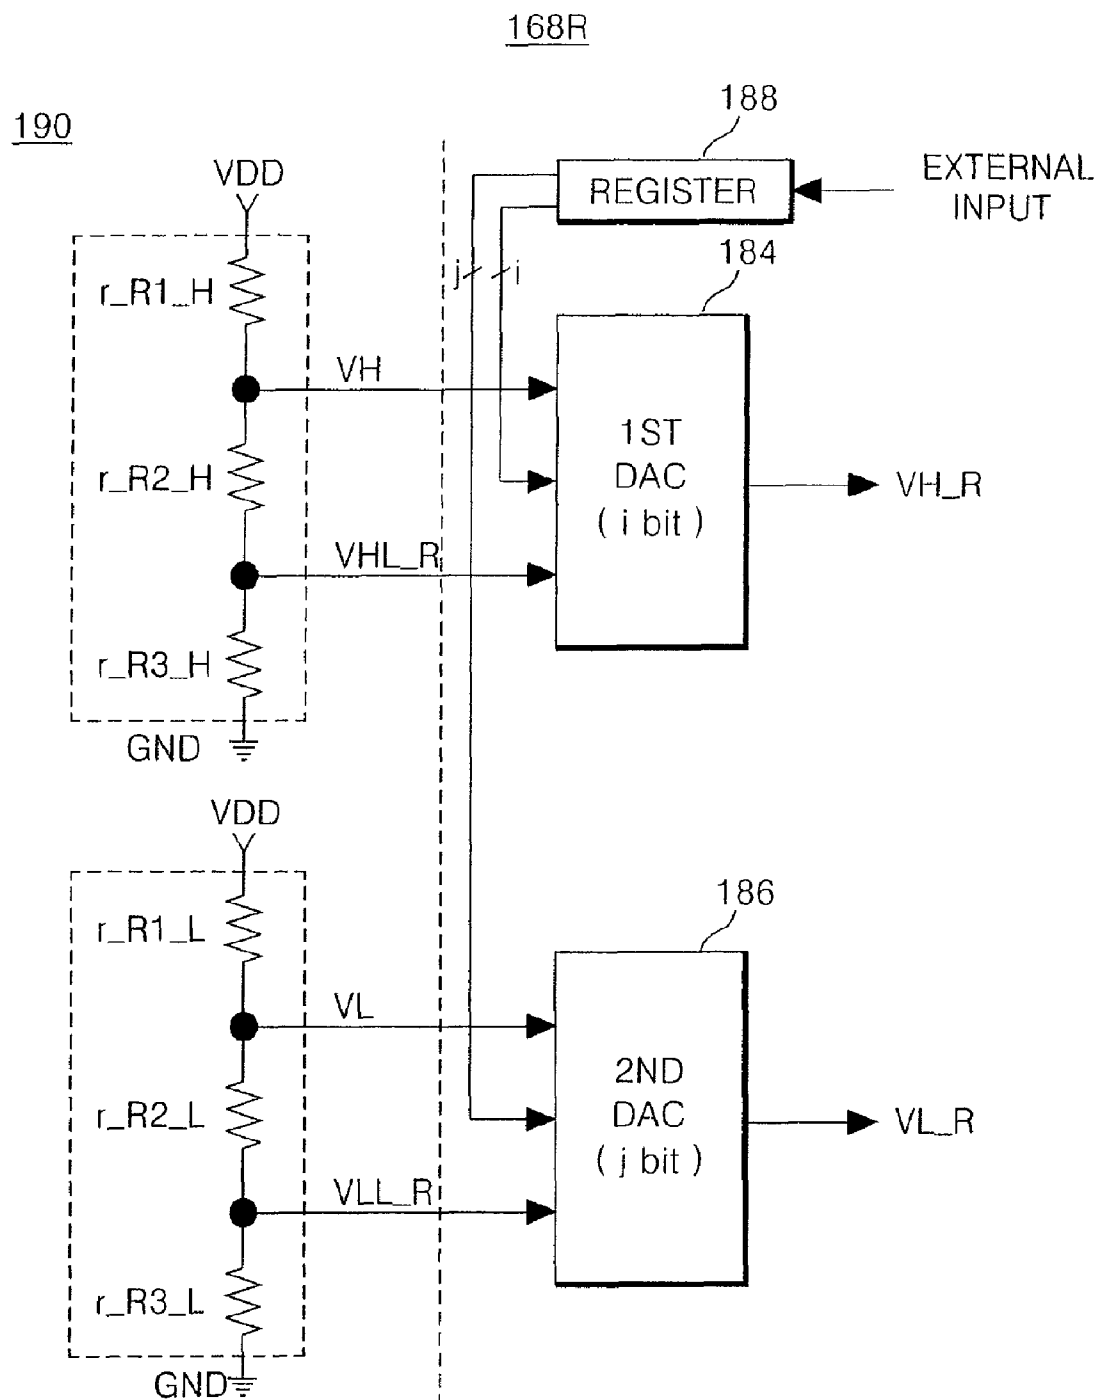 168R
190
188
VDD
REGISTER
EXTERNAL
INPUT
184
j
i
r_R1_H
VH
1ST
DAC
( i bit )
r_R2_H
VH_R
VHL_R
r_R3_H
GND
VDD
186
r_R1_L
VL
2ND
DAC
( j bit )
r_R2_L
VL_R
VLL_R
r_R3_L
GND